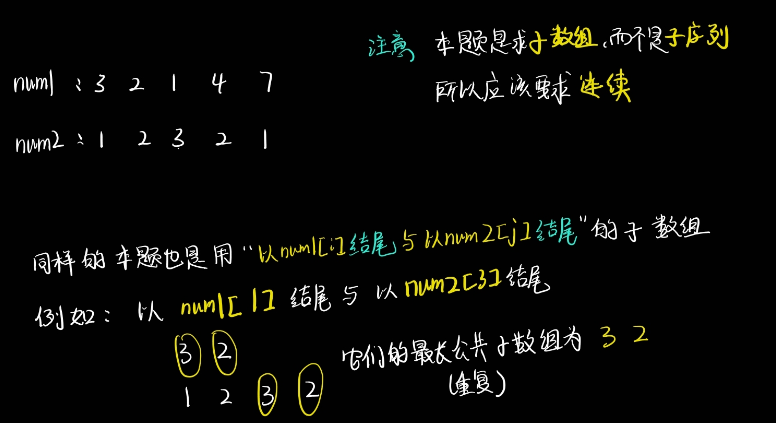 注意 本题是求子数组,而不是子序列
所以应该要求连续
num1 : 3 2 1 4 7
num2 : 1 2 3 2 1
同样的本题也是用“以num1[i]结尾与以num2[j]结尾”的子数组
例如: 以 num1[1] 结尾与 以num2[3]结尾
3 2
它们的最长公共子数组为 3 2
1 2 3 2
(重复)